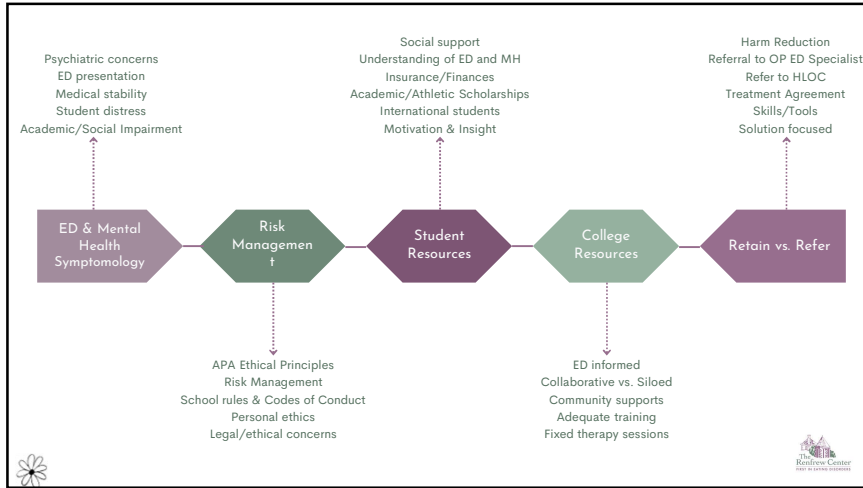 Psychiatric concerns
ED presentation
Medical stability
Student distress
Academic/Social Impairment
Social support
Understanding of ED and MH
Insurance/Finances
Academic/Athletic Scholarships
International students
Motivation & Insight
Harm Reduction
Referral to OP ED Specialist
Refer to HLOC
Treatment Agreement
Skills/Tools
Solution focused
ED & Mental
Health
Symptomology
Risk
Managemen
t
Student
Resources
College
Resources
Retain vs. Refer
APA Ethical Principles
Risk Management
School rules & Codes of Conduct
Personal ethics
Legal/ethical concerns
ED informed
Collaborative vs. Siloed
Community supports
Adequate training
Fixed therapy sessions
The
Renfrew Center
FIRST IN EATING DISORDERS